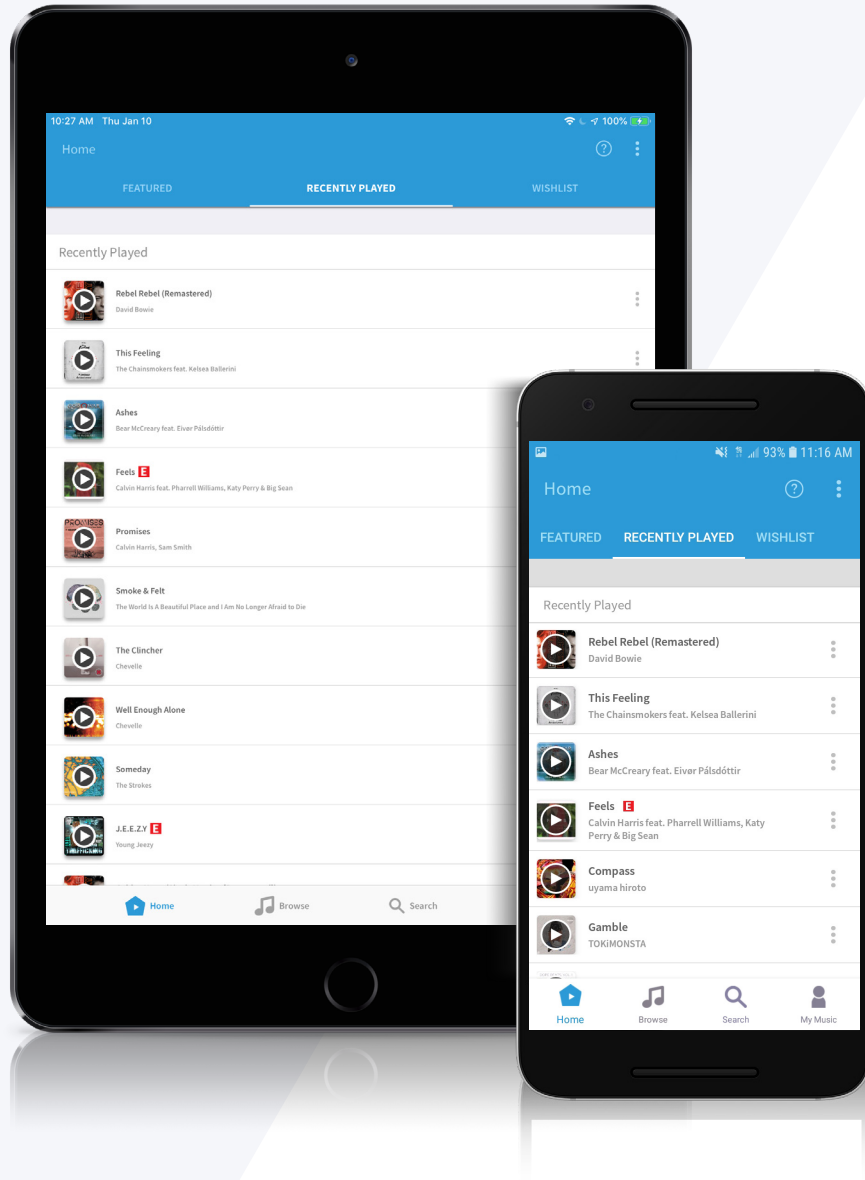 10:27 AM Thu Jan 10
100%
Home
FEATURED
RECENTLY PLAYED
WISHLIST
Recently Played
Rebel Rebel (Remastered)
David Bowie
This Feeling
The Chainsmokers feat. Kelsea Ballerini
Ashes
Bear McCreary feat. Eivør Pálsdóttir
Feels E
Calvin Harris feat. Pharrell Williams, Katy Perry & Big Sean
PROMISES
Promises
Calvin Harris, Sam Smith
Smoke & Felt
The World Is A Beautiful Place and I Am No Longer Afraid to Die
The Clincher
Chevelle
Well Enough Alone
Chevelle
Someday
The Strokes
J.E.E.Z.Y E
Young Jeezy
Home
Browse
Search
93% 11:16 AM
Home
FEATURED
RECENTLY PLAYED
WISHLIST
Recently Played
Rebel Rebel (Remastered)
David Bowie
This Feeling
The Chainsmokers feat. Kelsea Ballerini
Ashes
Bear McCreary feat. Eivør Pálsdóttir
Feels E
Calvin Harris feat. Pharrell Williams, Katy
Perry & Big Sean
Compass
uyama hiroto
Gamble
TOKiMONSTA
Home
Browse
Search
My Music